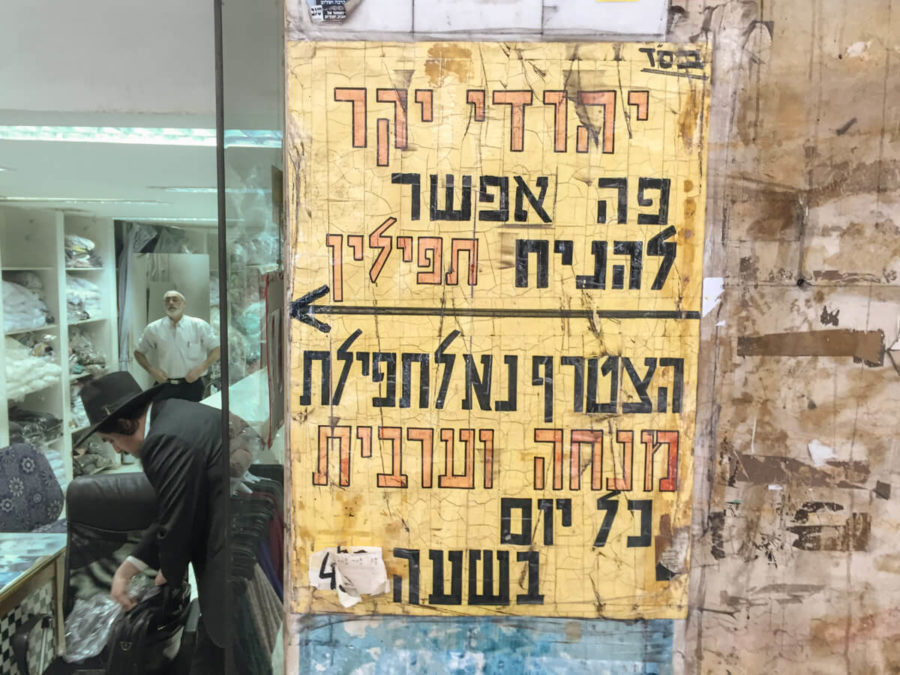 בס"ד
יהודי יקר
פה אפשר
להניח תפילין
הצטרף נא לתפילת
מנחה וערבית
כל יום
בשעה